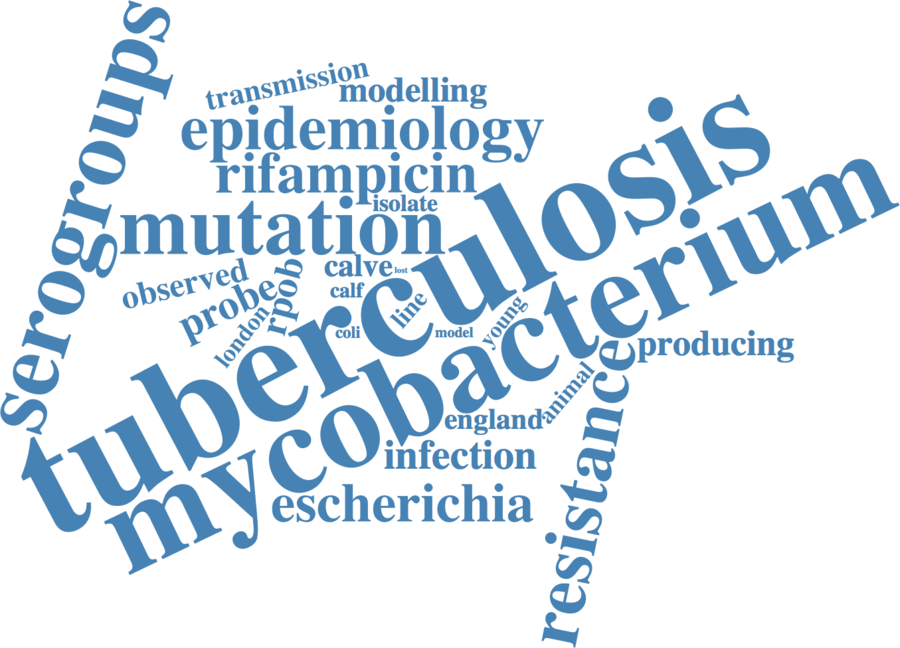 serogroups
transmission
modelling
epidemiology
rifampicin
isolate
mutation
tuberculosis
mycobacterium
observed
calve
lost
probe
rpob
calf
line
london
coli
model
young
producing
animal
england
resistance
infection
escherichia